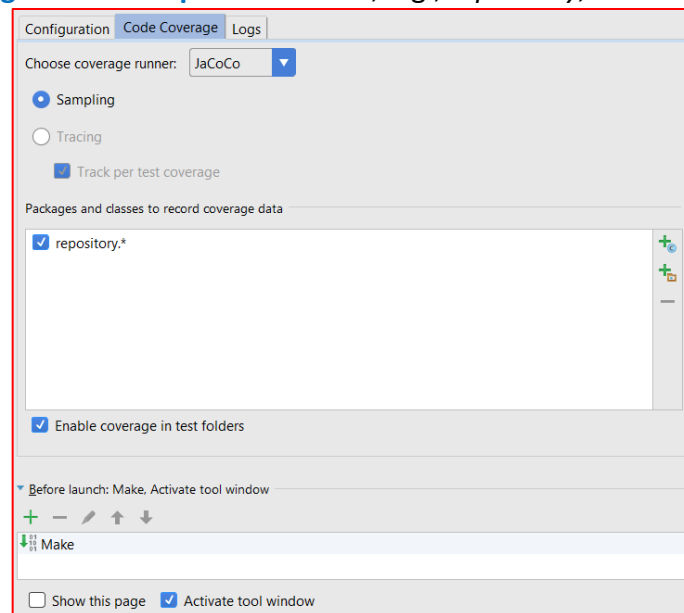 Configuration Code Coverage Logs
Choose coverage runner: JaCoCo
Sampling
Tracing
Track per test coverage
Packages and classes to record coverage data
repository.*
Enable coverage in test folders
Before launch: Make, Activate tool window
Make
Show this page Activate tool window